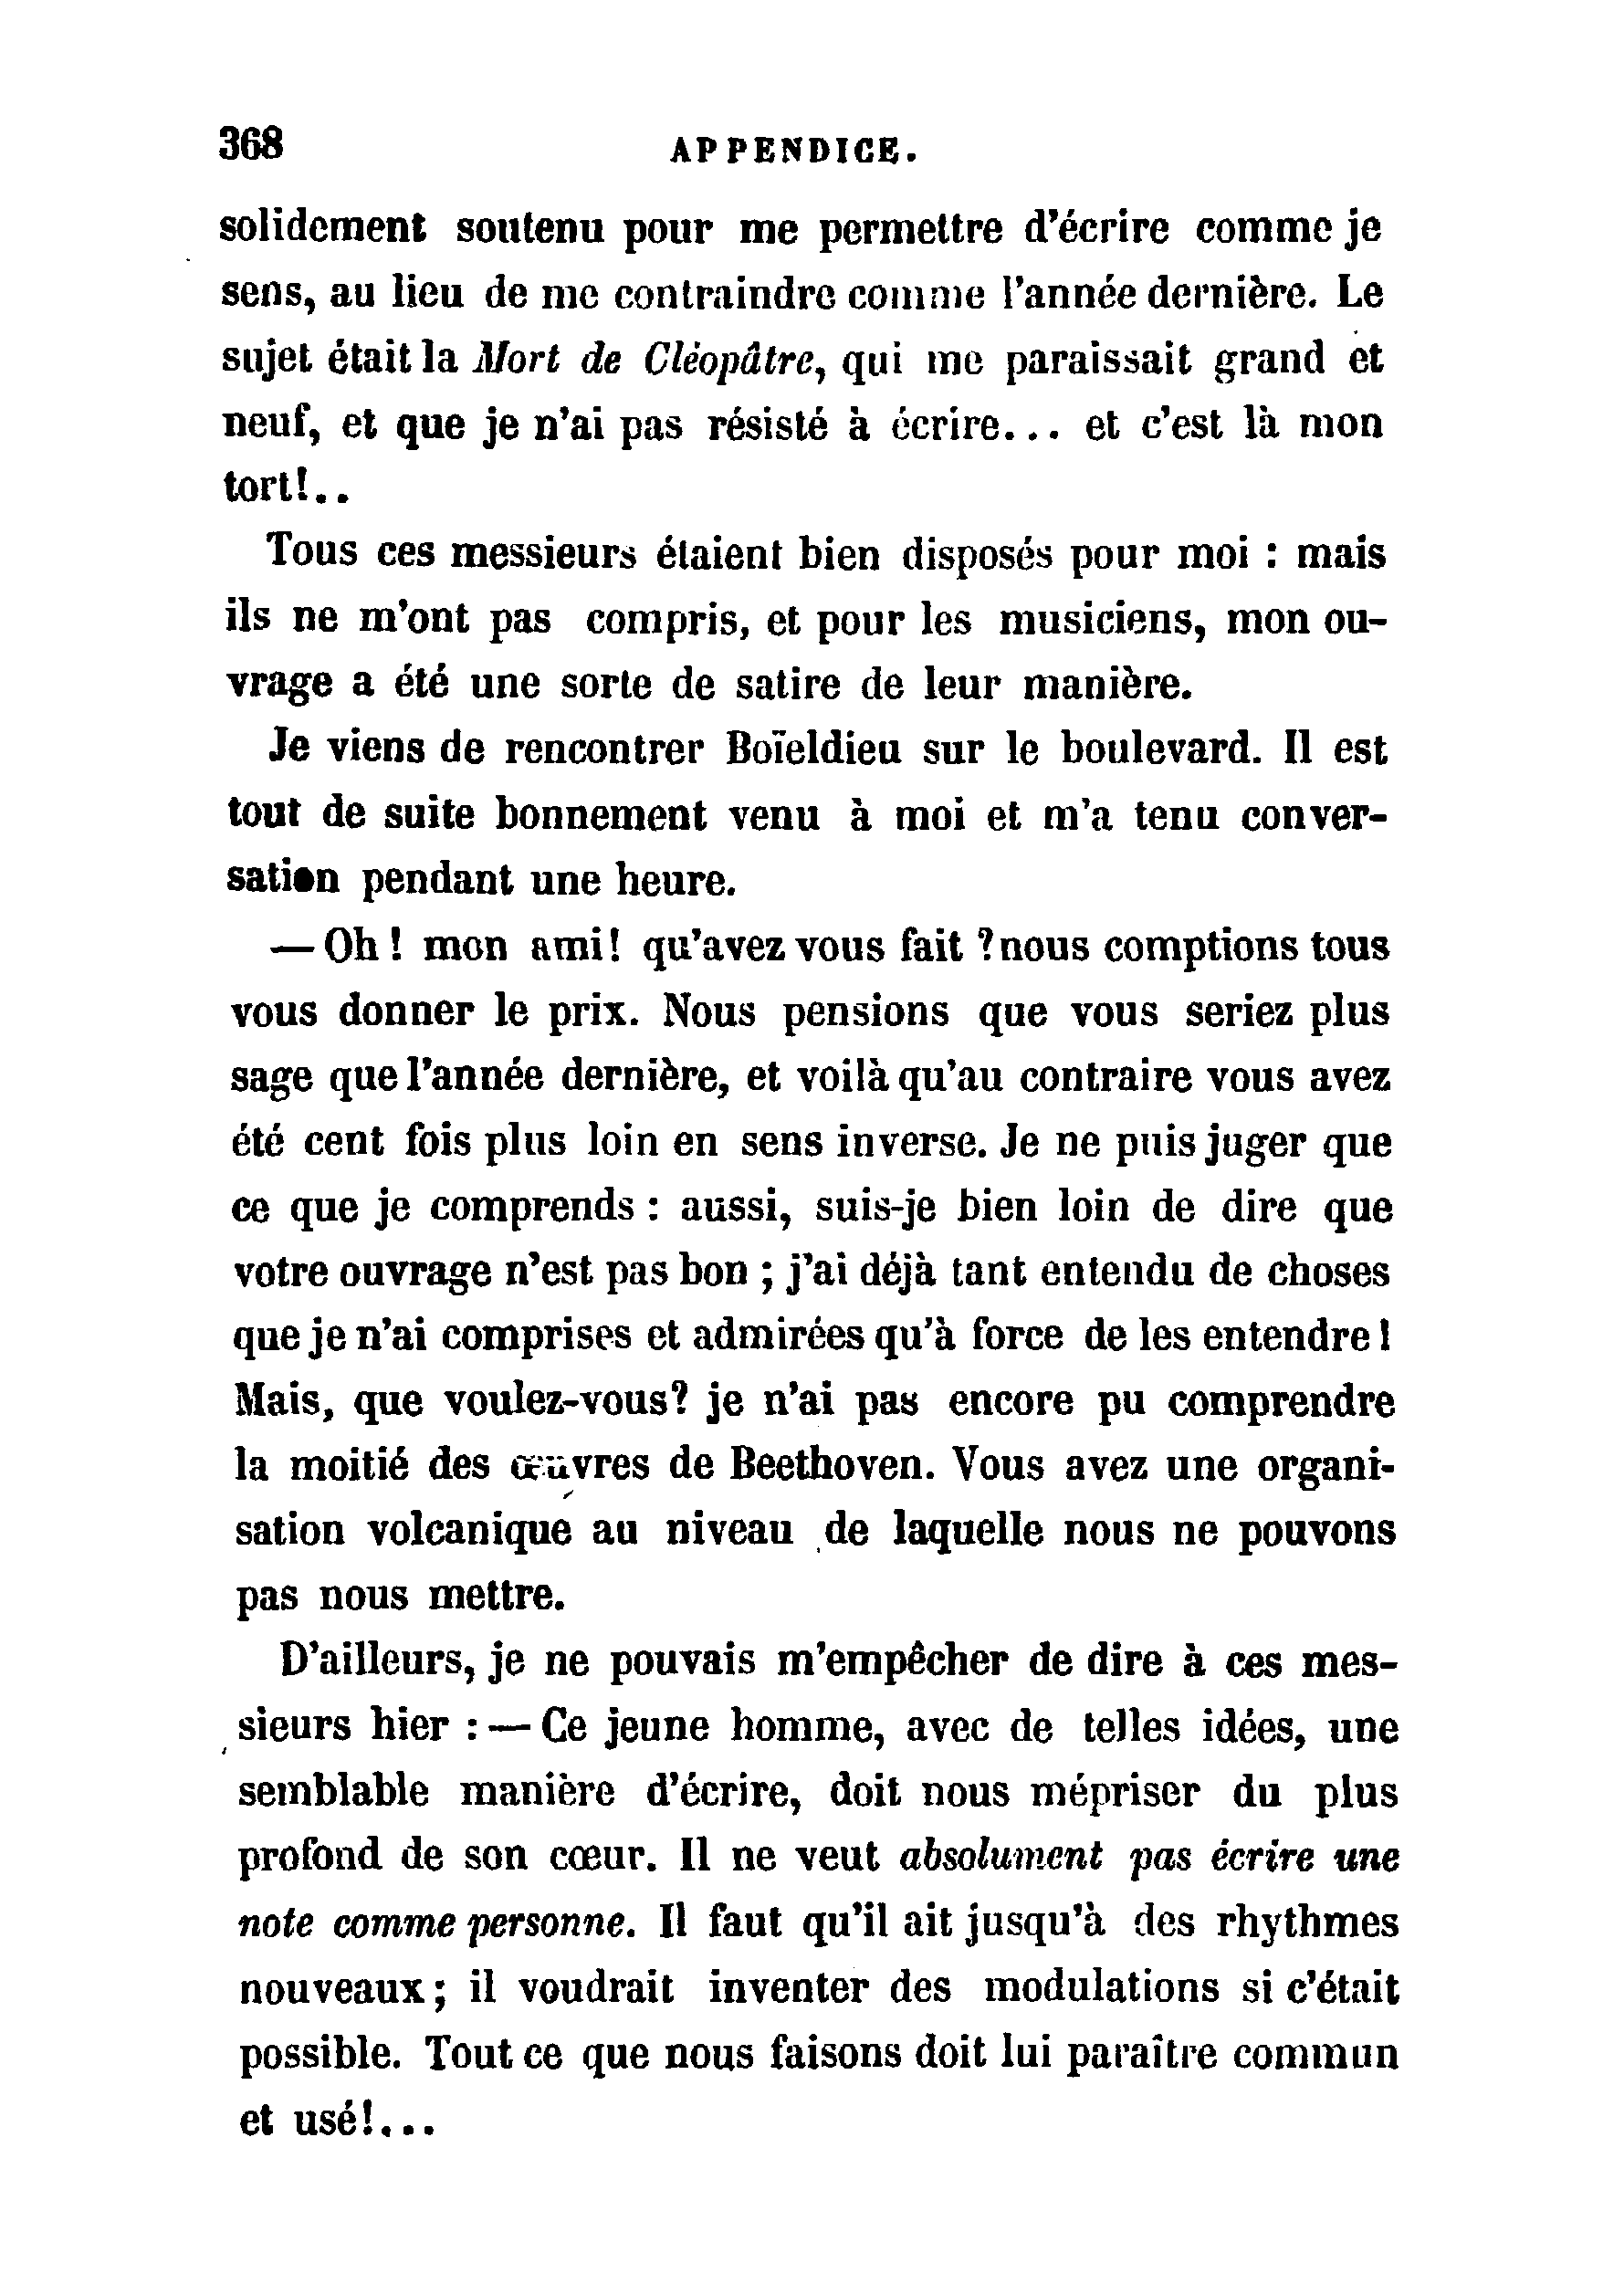 368 APPENDICE.
solidement soutenu pour me permettre d'écrire comme je
sens, au lieu de me contraindre comme l'année dernière. Le
sujet était la Mort de Cléopâtre, qui me paraissait grand et
neuf, et que je n'ai pas résisté à écrire... et c'est là mon
tort!..
Tous ces messieurs étaient bien disposés pour moi : mais
ils ne m'ont pas compris, et pour les musiciens, mon ou-
vrage a été une sorte de satire de leur manière.
Je viens de rencontrer Boïeldieu sur le boulevard. Il est
tout de suite bonnement venu à moi et m'a tenu conver-
sation pendant une heure.
— Oh ! mon ami! qu'avez vous fait ? nous comptions tous
vous donner le prix. Nous pensions que vous seriez plus
sage que l'année dernière, et voilà qu'au contraire vous avez
été cent fois plus loin en sens inverse. Je ne puis juger que
ce que je comprends : aussi, suis-je bien loin de dire que
votre ouvrage n'est pas bon ; j'ai déjà tant entendu de choses
que je n'ai comprises et admirées qu'à force de les entendre !
Mais, que voulez-vous? je n'ai pas encore pu comprendre
la moitié des œuvres de Beethoven. Vous avez une organi-
sation volcanique au niveau de laquelle nous ne pouvons
pas nous mettre.
D'ailleurs, je ne pouvais m'empêcher de dire à ces mes-
sieurs hier : — Ce jeune homme, avec de telles idées, une
semblable manière d'écrire, doit nous mépriser du plus
profond de son cœur. Il ne veut absolument pas écrire une
note comme personne. Il faut qu'il ait jusqu'à des rhythmes
nouveaux ; il voudrait inventer des modulations si c'était
possible. Tout ce que nous faisons doit lui paraître commun
et usé!...